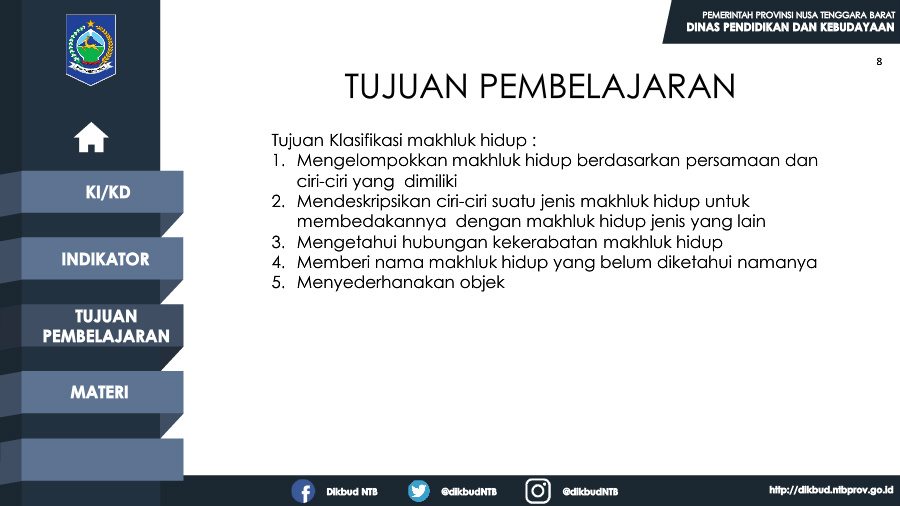 PEMERINTAH PROVINSI NUSA TENGGARA BARAT
DINAS PENDIDIKAN DAN KEBUDAYAAN
8
TUJUAN PEMBELAJARAN
Tujuan Klasifikasi makhluk hidup :
1. Mengelompokkan makhluk hidup berdasarkan persamaan dan
ciri-ciri yang dimiliki
2. Mendeskripsikan ciri-ciri suatu jenis makhluk hidup untuk
membedakannya dengan makhluk hidup jenis yang lain
3. Mengetahui hubungan kekerabatan makhluk hidup
4. Memberi nama makhluk hidup yang belum diketahui namanya
5. Menyederhanakan objek
KI/KD
INDIKATOR
TUJUAN
PEMBELAJARAN
MATERI
Dikbud NTB
@dikbudNTB
@dikbudNTB
http://dikbud.ntbprov.go.id